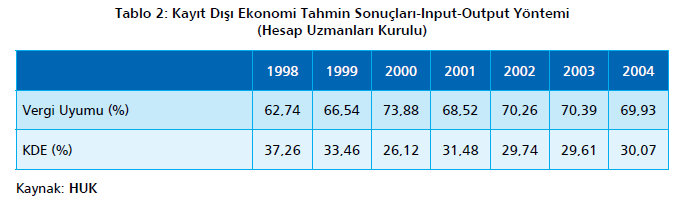 Tablo 2: Kayıt Dışı Ekonomi Tahmin Sonuçları-Input-Output Yöntemi
(Hesap Uzmanları Kurulu)
1998 1999 2000 2001 2002 2003 2004
Vergi Uyumu (%) 62,74 66,54 73,88 68,52 70,26 70,39 69,93
KDE (%) 37,26 33,46 26,12 31,48 29,74 29,61 30,07
Kaynak: HUK